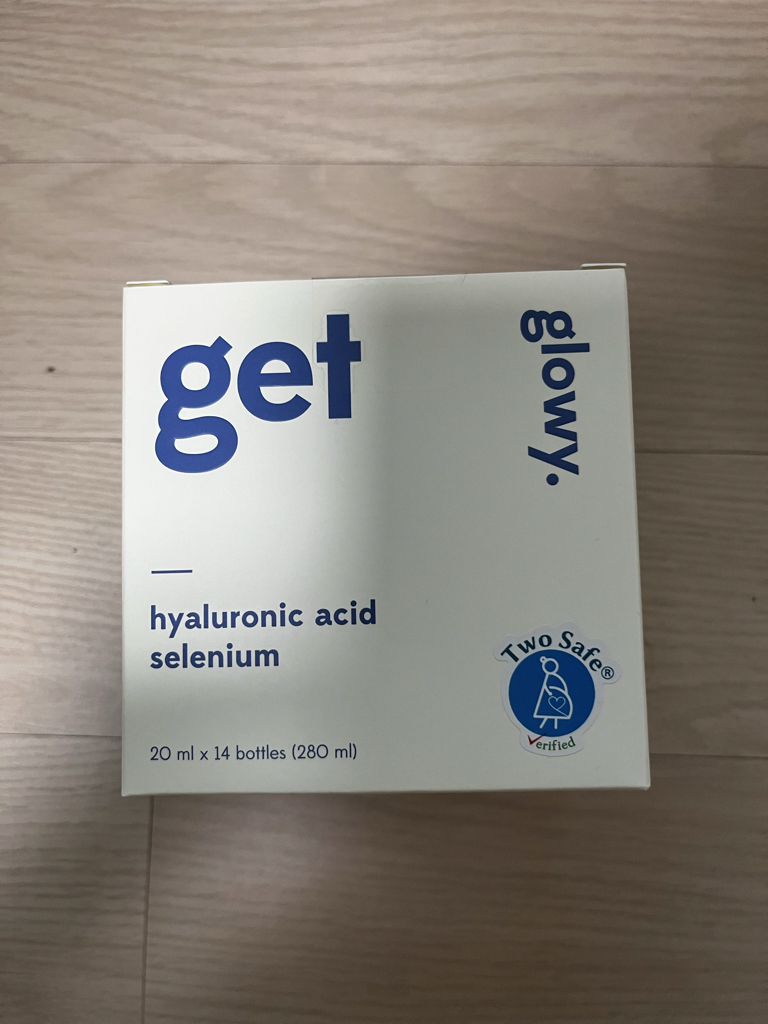 get
glowy.
hyaluronic acid
selenium
20 ml x 14 bottles (280 ml)
Two Safe®
Verified